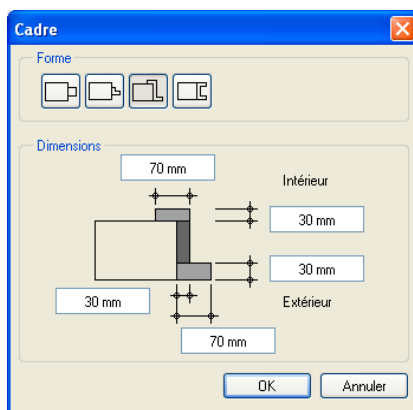 Cadre
Forme
Dimensions
70 mm
Intérieur
30 mm
30 mm
30 mm
Extérieur
70 mm
OK
Annuler